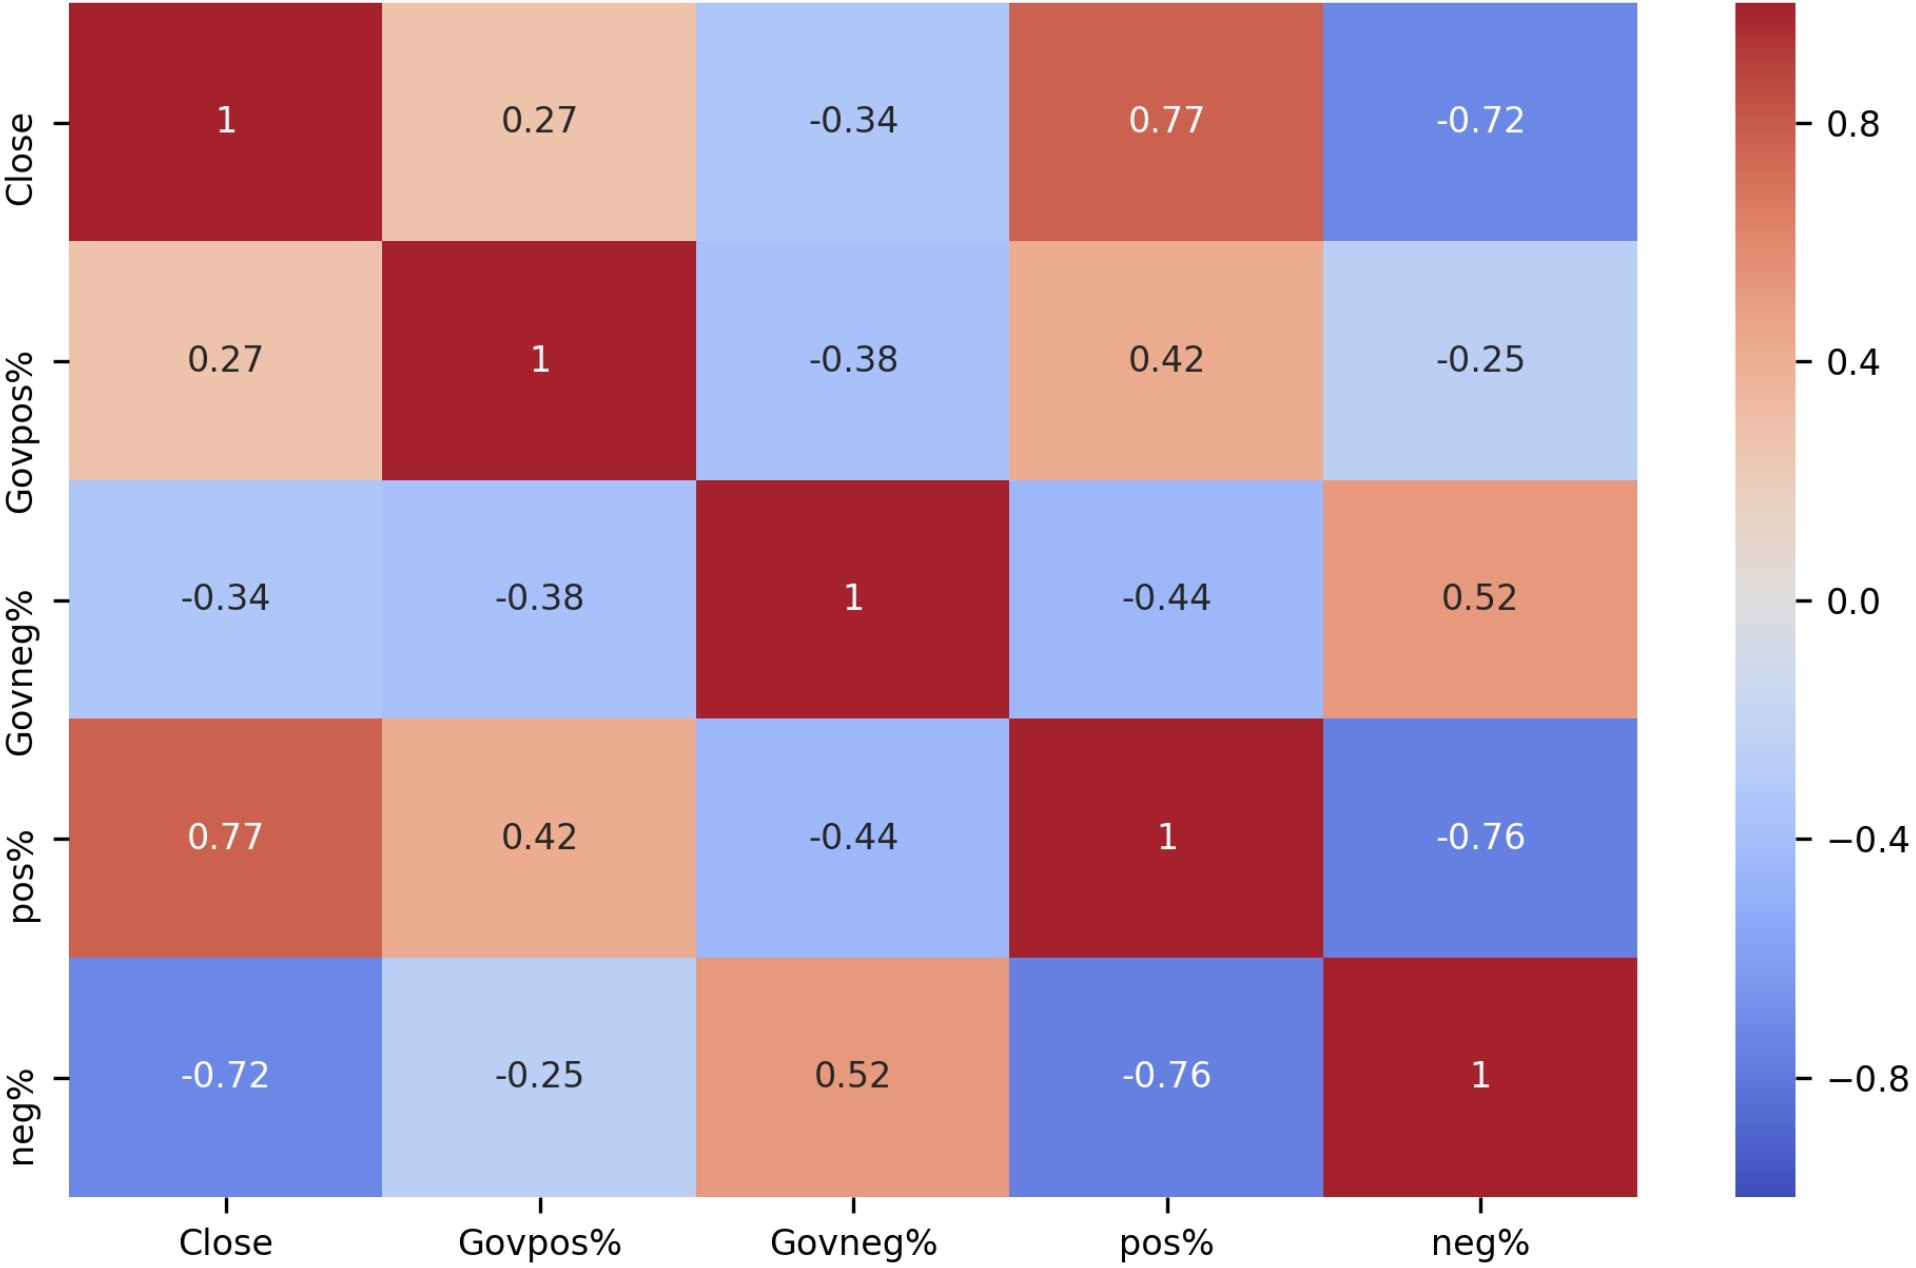 Close 1 0.27 -0.34 0.77 -0.72
Govpos% 0.27 1 -0.38 0.42 -0.25
Govneg% -0.34 -0.38 1 -0.44 0.52
pos% 0.77 0.42 -0.44 1 -0.76
neg% -0.72 -0.25 0.52 -0.76 1
Close Govpos% Govneg% pos% neg%
0.8
0.4
0.0
−0.4
−0.8